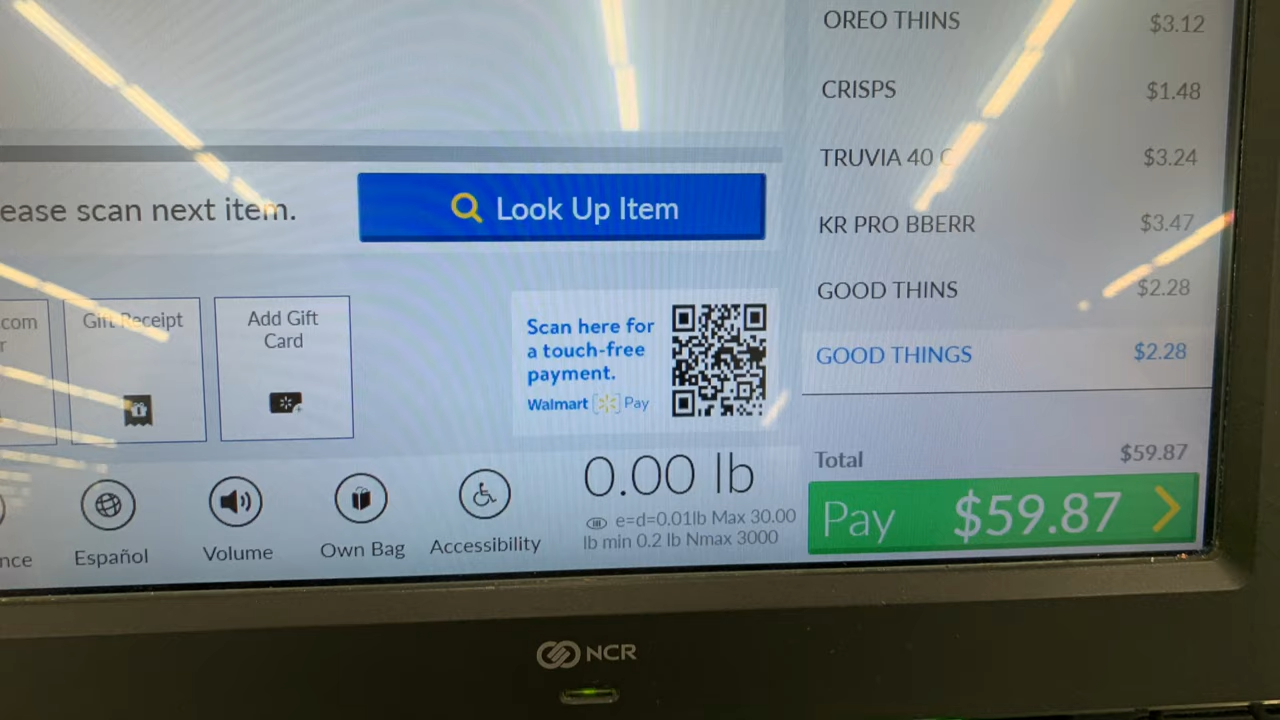 OREO THINS $3.12
CRISPS $1.48
TRUVIA 40 C $3.24
KR PRO BBERR $3.47
GOOD THINS $2.28
GOOD THINGS $2.28
Total $59.87
Pay $59.87
ease scan next item.
Look Up Item
com
r
Gift Receipt
Add Gift
Card
Scan here for
a touch-free
payment.
Walmart Pay
0.00 lb
e=d=0.01lb Max 30.00
lb min 0.2 lb Nmax 3000
nce
Español
Volume
Own Bag
Accessibility
NCR